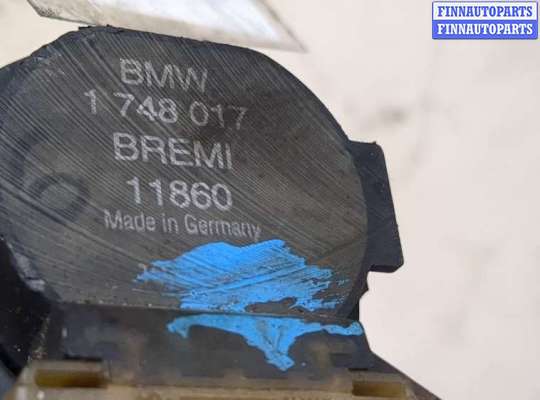 FINNAUTOPARTS
FINNAUTOPARTS
BMW
1 748 017
BREMI
11860
Made in Germany